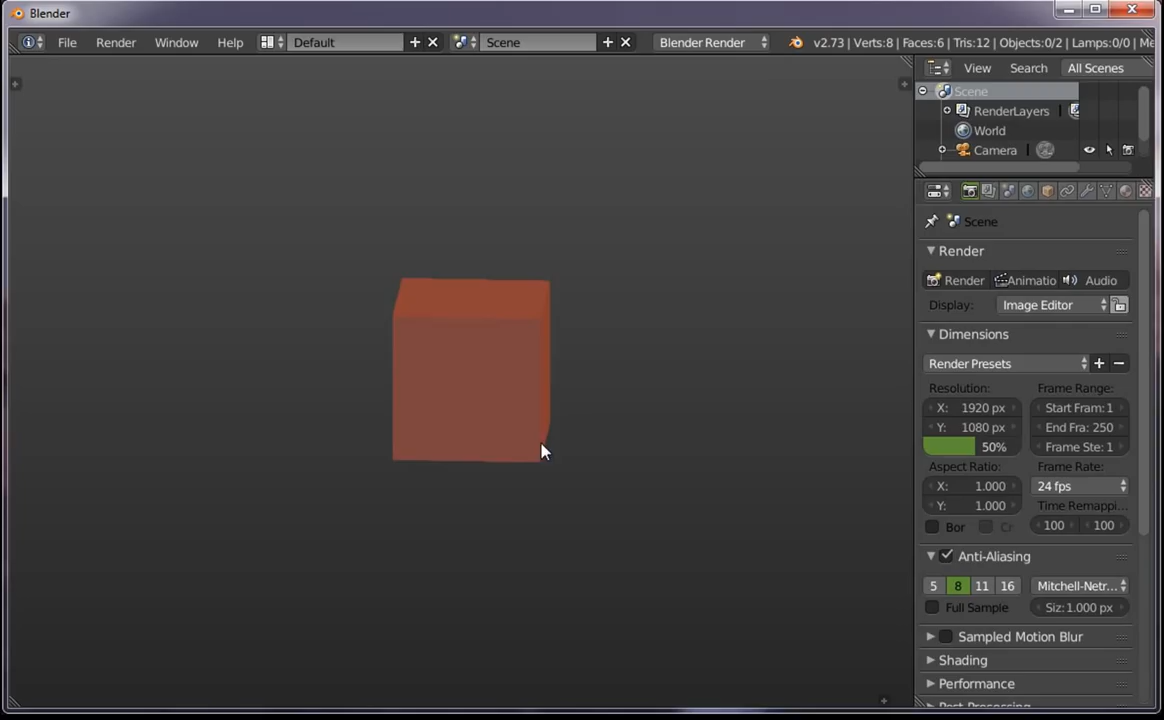 Blender
File Render Window Help Default Scene Blender Render v2.73 | Verts:8 | Faces:6 | Tris:12 | Objects:0/2 | Lamps:0/0 | Me
View Search All Scenes
Scene
RenderLayers |
World
Camera |
Scene
Render
Render Animatio Audio
Display: Image Editor
Dimensions
Render Presets
Resolution: Frame Range:
X: 1920 px Start Fram: 1
Y: 1080 px End Fra: 250
50% Frame Ste: 1
Aspect Ratio: Frame Rate:
X: 1.000 24 fps
Y: 1.000 Time Remappi...
Bor Cr 100 100
Anti-Aliasing
5 8 11 16 Mitchell-Netr...
Full Sample Siz: 1.000 px
Sampled Motion Blur
Shading
Performance
Post Processing